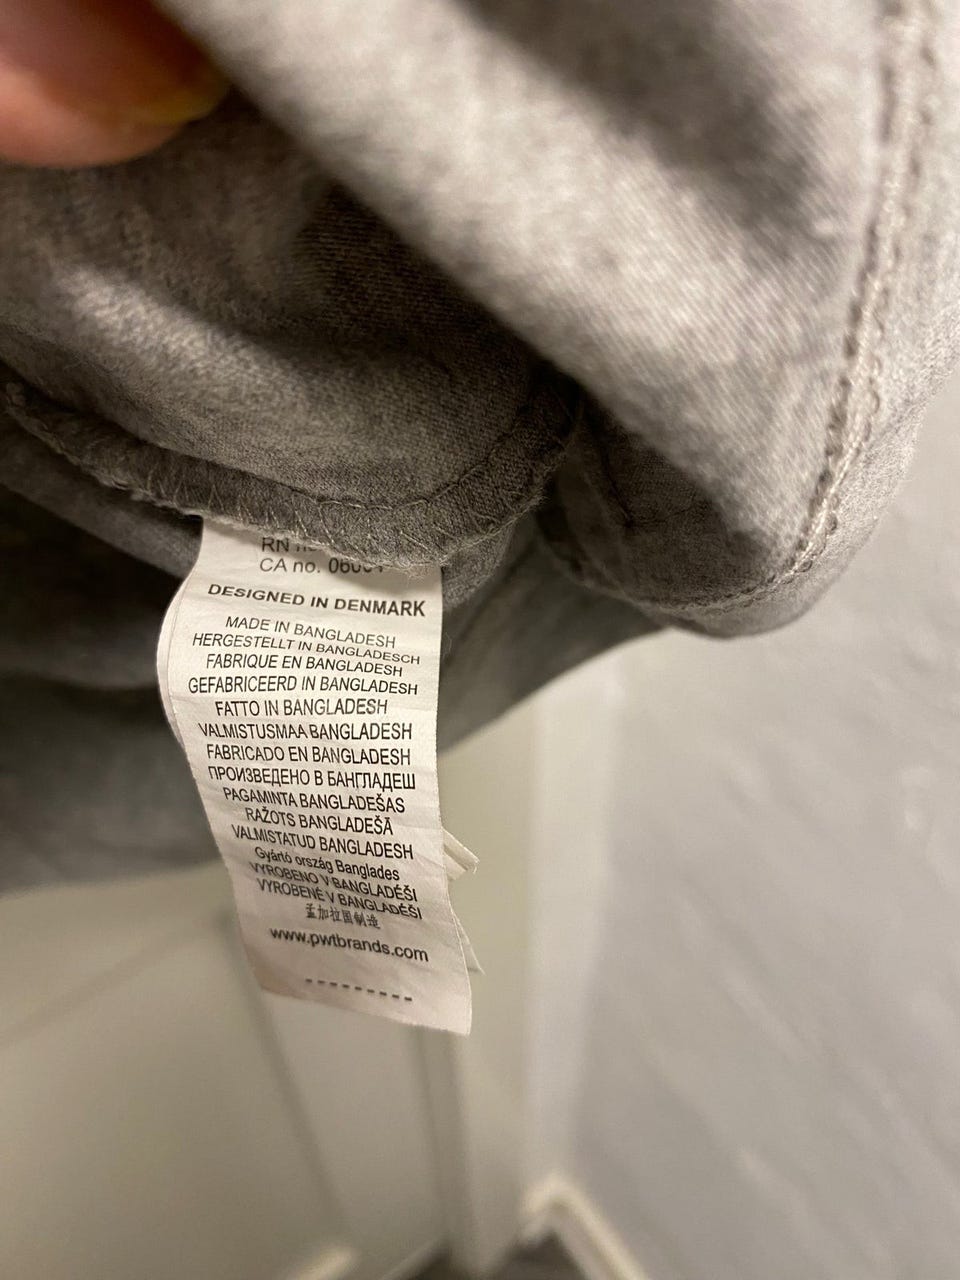 RN
CA no.
DESIGNED IN DENMARK
MADE IN BANGLADESH
HERGESTELLT IN BANGLADESCH
FABRIQUE EN BANGLADESH
GEFABRICEERD IN BANGLADESH
FATTO IN BANGLADESH
VALMISTUSMAA BANGLADESH
FABRICADO EN BANGLADESH
ПРОИЗВЕДЕНО В БАНГЛАДЕШ
PAGAMINTA BANGLADEŠAS
RAŽOTS BANGLADEŠĀ
VALMISTATUD BANGLADESH
Gyártó ország Banglades
VYROBENO V BANGLADÉŠI
VYROBENÉ V BANGLADÉŠI
孟加拉国制造
www.pwtbrands.com
---------